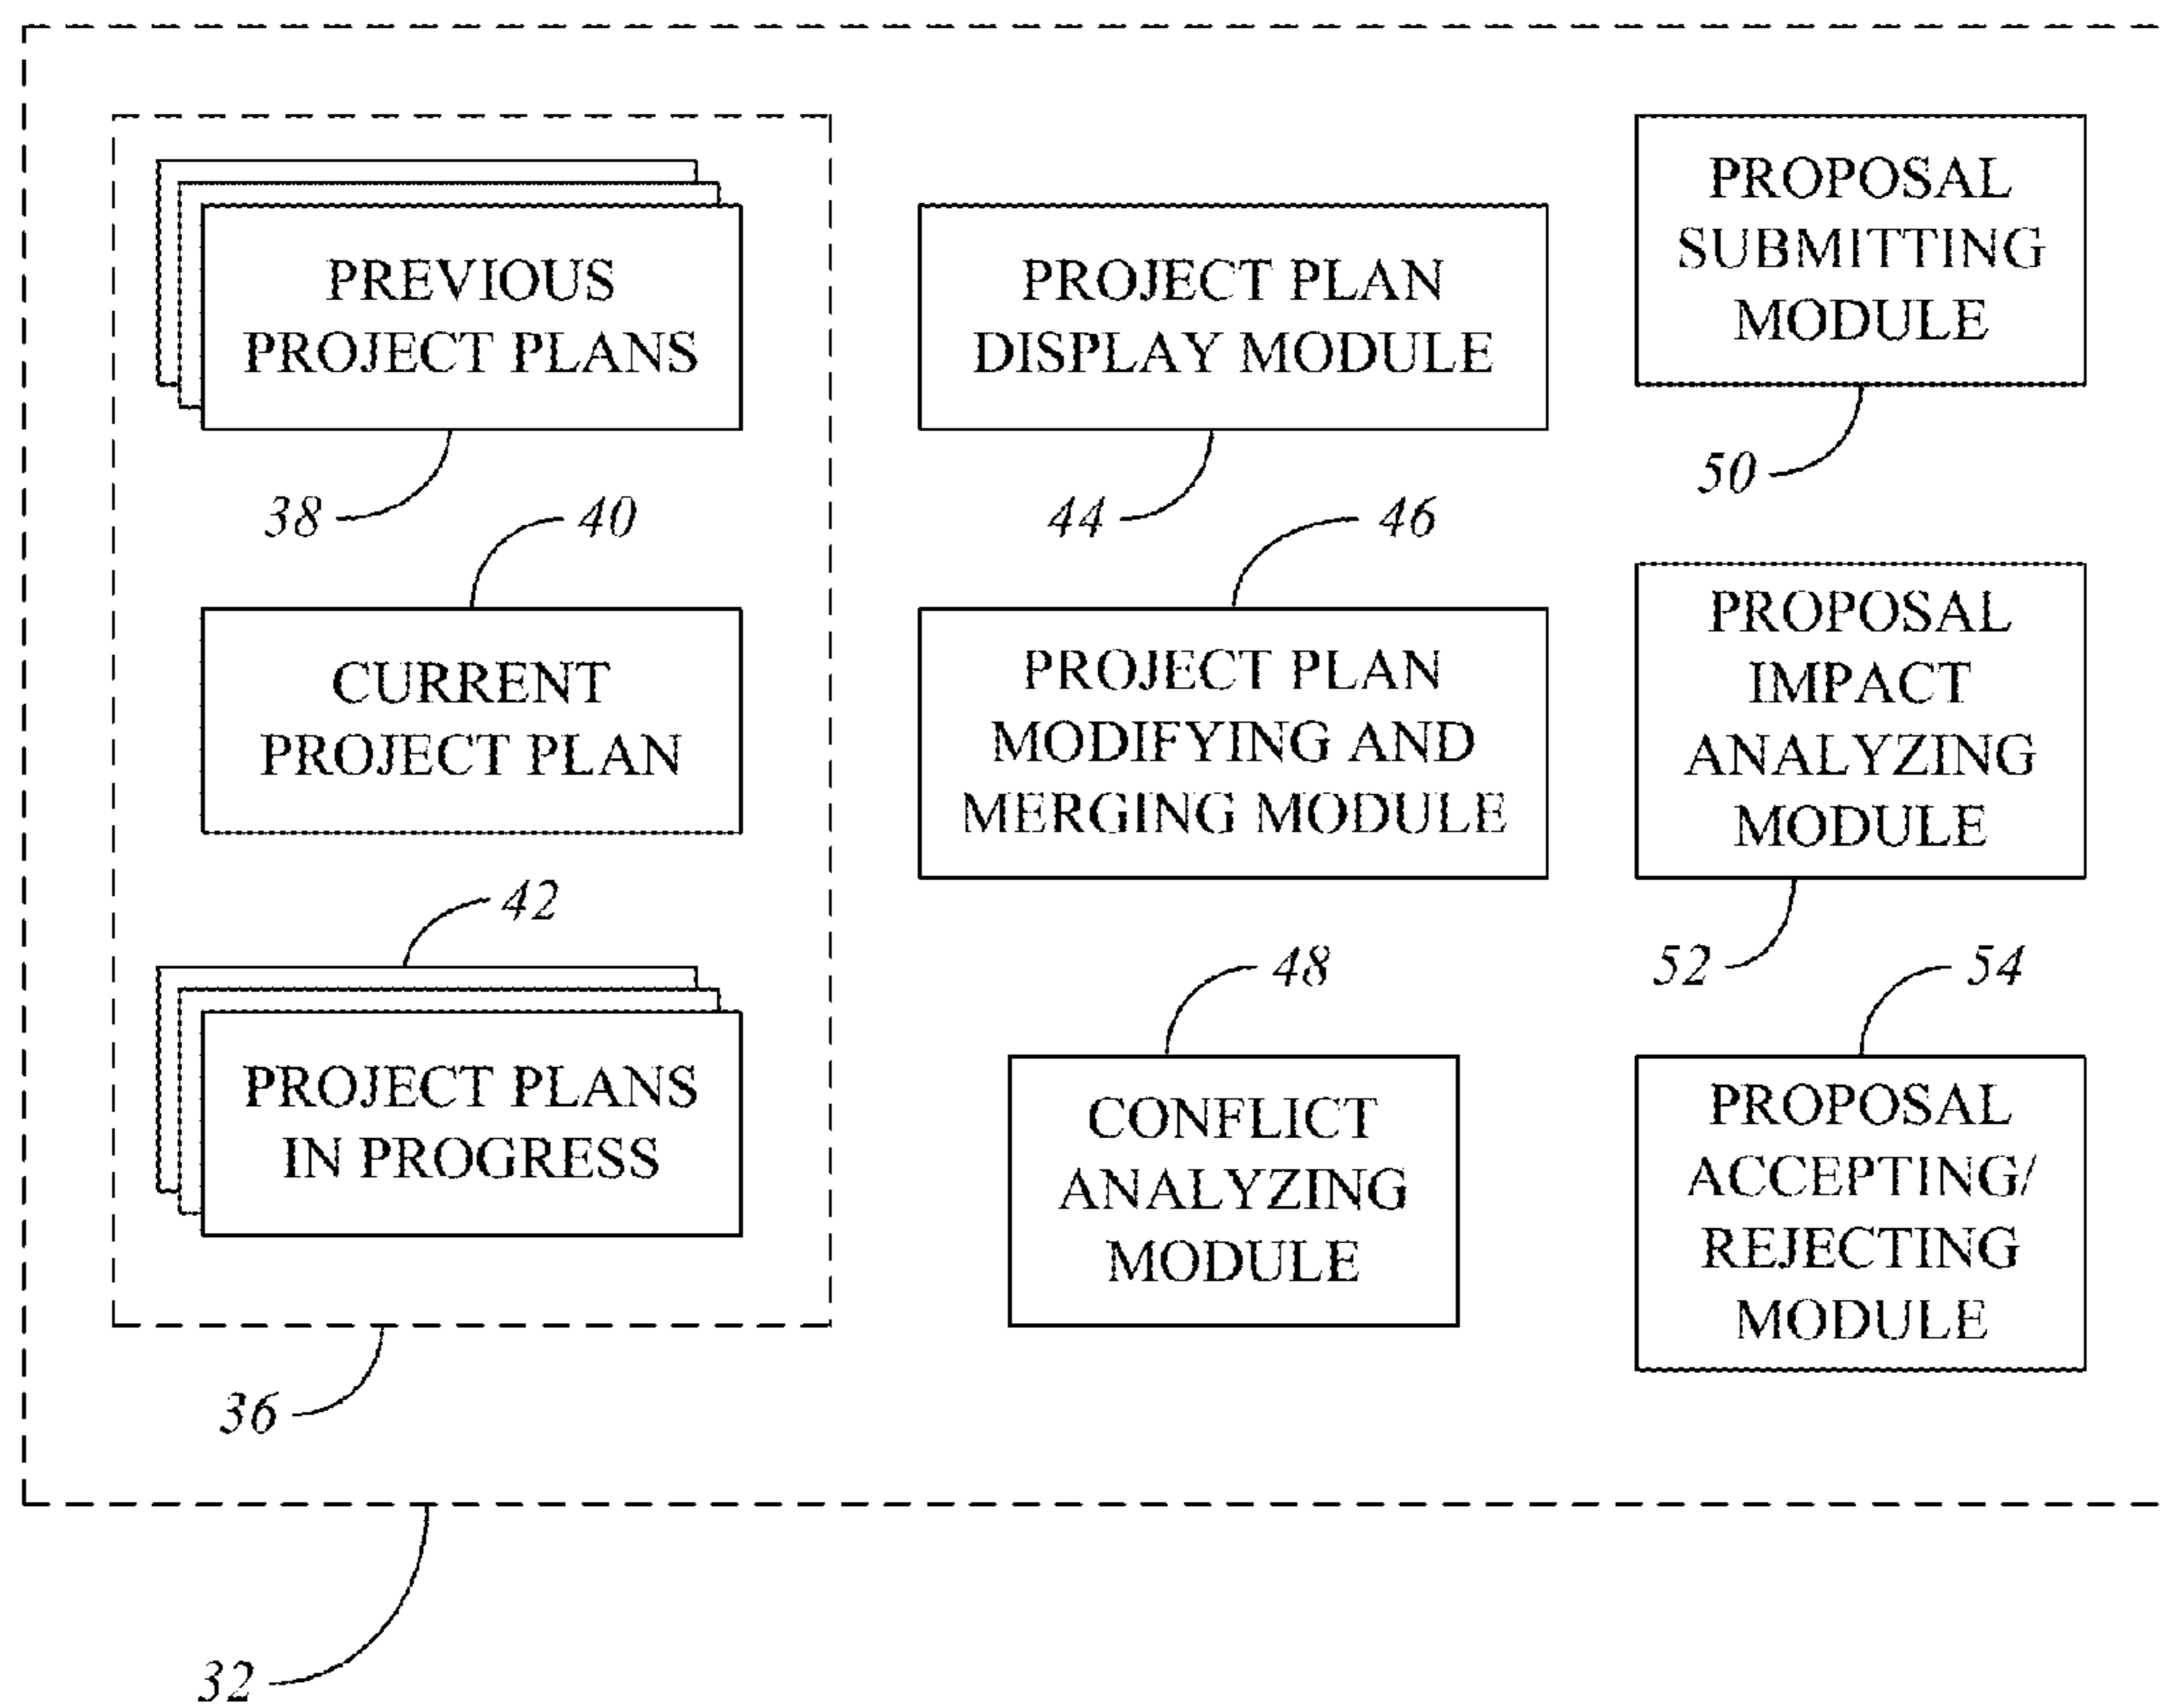 PREVIOUS
PROJECT PLANS
38
40
CURRENT
PROJECT PLAN
42
PROJECT PLANS
IN PROGRESS
36
PROJECT PLAN
DISPLAY MODULE
44
46
PROJECT PLAN
MODIFYING AND
MERGING MODULE
48
CONFLICT
ANALYZING
MODULE
PROPOSAL
SUBMITTING
MODULE
50
PROPOSAL
IMPACT
ANALYZING
MODULE
52
54
PROPOSAL
ACCEPTING/
REJECTING
MODULE
32